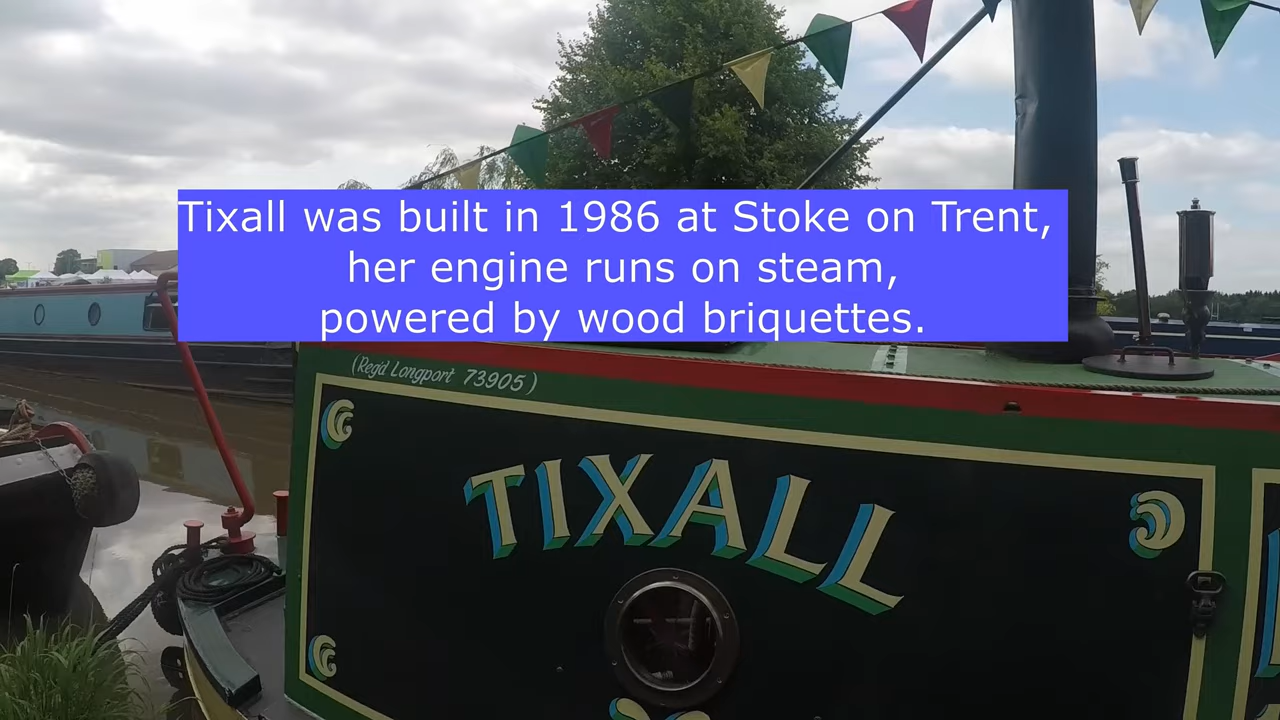 Tixall was built in 1986 at Stoke on Trent,
her engine runs on steam,
powered by wood briquettes.
(Reg'd Longport 73905)
TIXALL